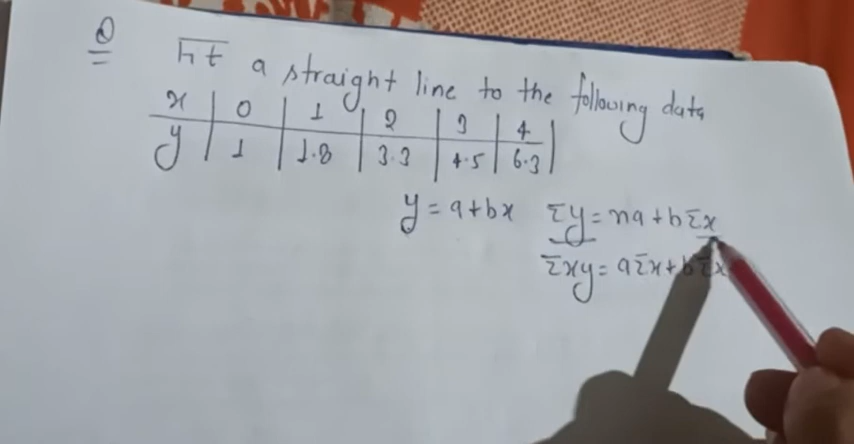 Q Fit a straight line to the following data
x 0 1 2 3 4
y 1 1.8 3.3 4.5 6.3
y = a+bx Σy = na + bΣx
Σxy = aΣx + bΣx